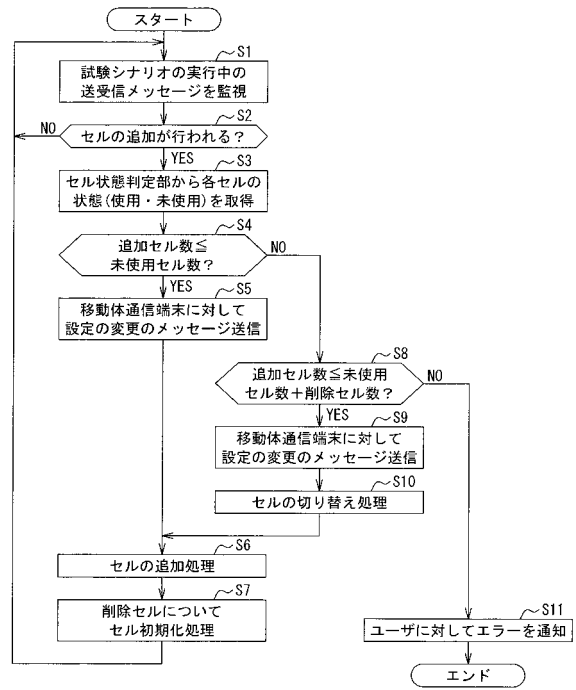 スタート
S1
試験シナリオの実行中の
送受信メッセージを監視
S2
NO
セルの追加が行われる?
YES
S3
セル状態判定部から各セルの
状態(使用・未使用)を取得
S4
追加セル数≦
未使用セル数?
NO
YES
S5
移動体通信端末に対して
設定の変更のメッセージ送信
S8
追加セル数≦未使用
セル数+削除セル数?
NO
YES
S9
移動体通信端末に対して
設定の変更のメッセージ送信
S10
セルの切り替え処理
S6
セルの追加処理
S7
削除セルについて
セル初期化処理
S11
ユーザに対してエラーを通知
エンド